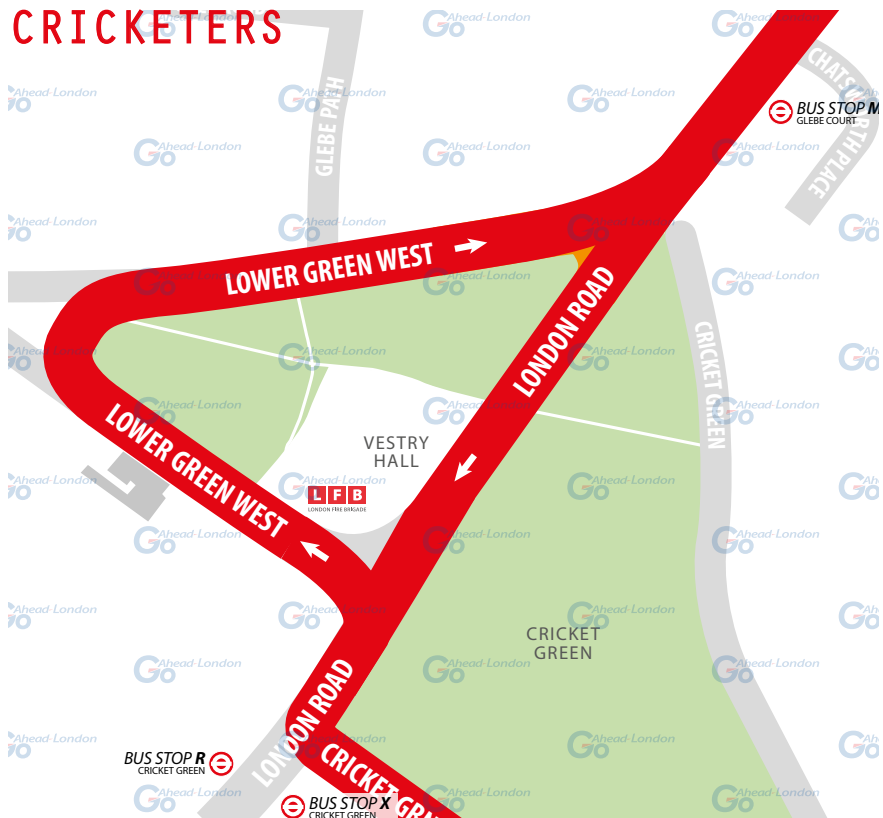 CRICKETERS
GLEBE PATH
CHATSWORTH PLACE
BUS STOP M
GLEBE COURT
LOWER GREEN WEST
LONDON ROAD
CRICKET GREEN
LOWER GREEN WEST
VESTRY
HALL
LFB
LONDON FIRE BRIGADE
CRICKET
GREEN
LONDON ROAD
BUS STOP R
CRICKET GREEN
CRICKET GRN
BUS STOP X
CRICKET GREEN
Go Ahead-London